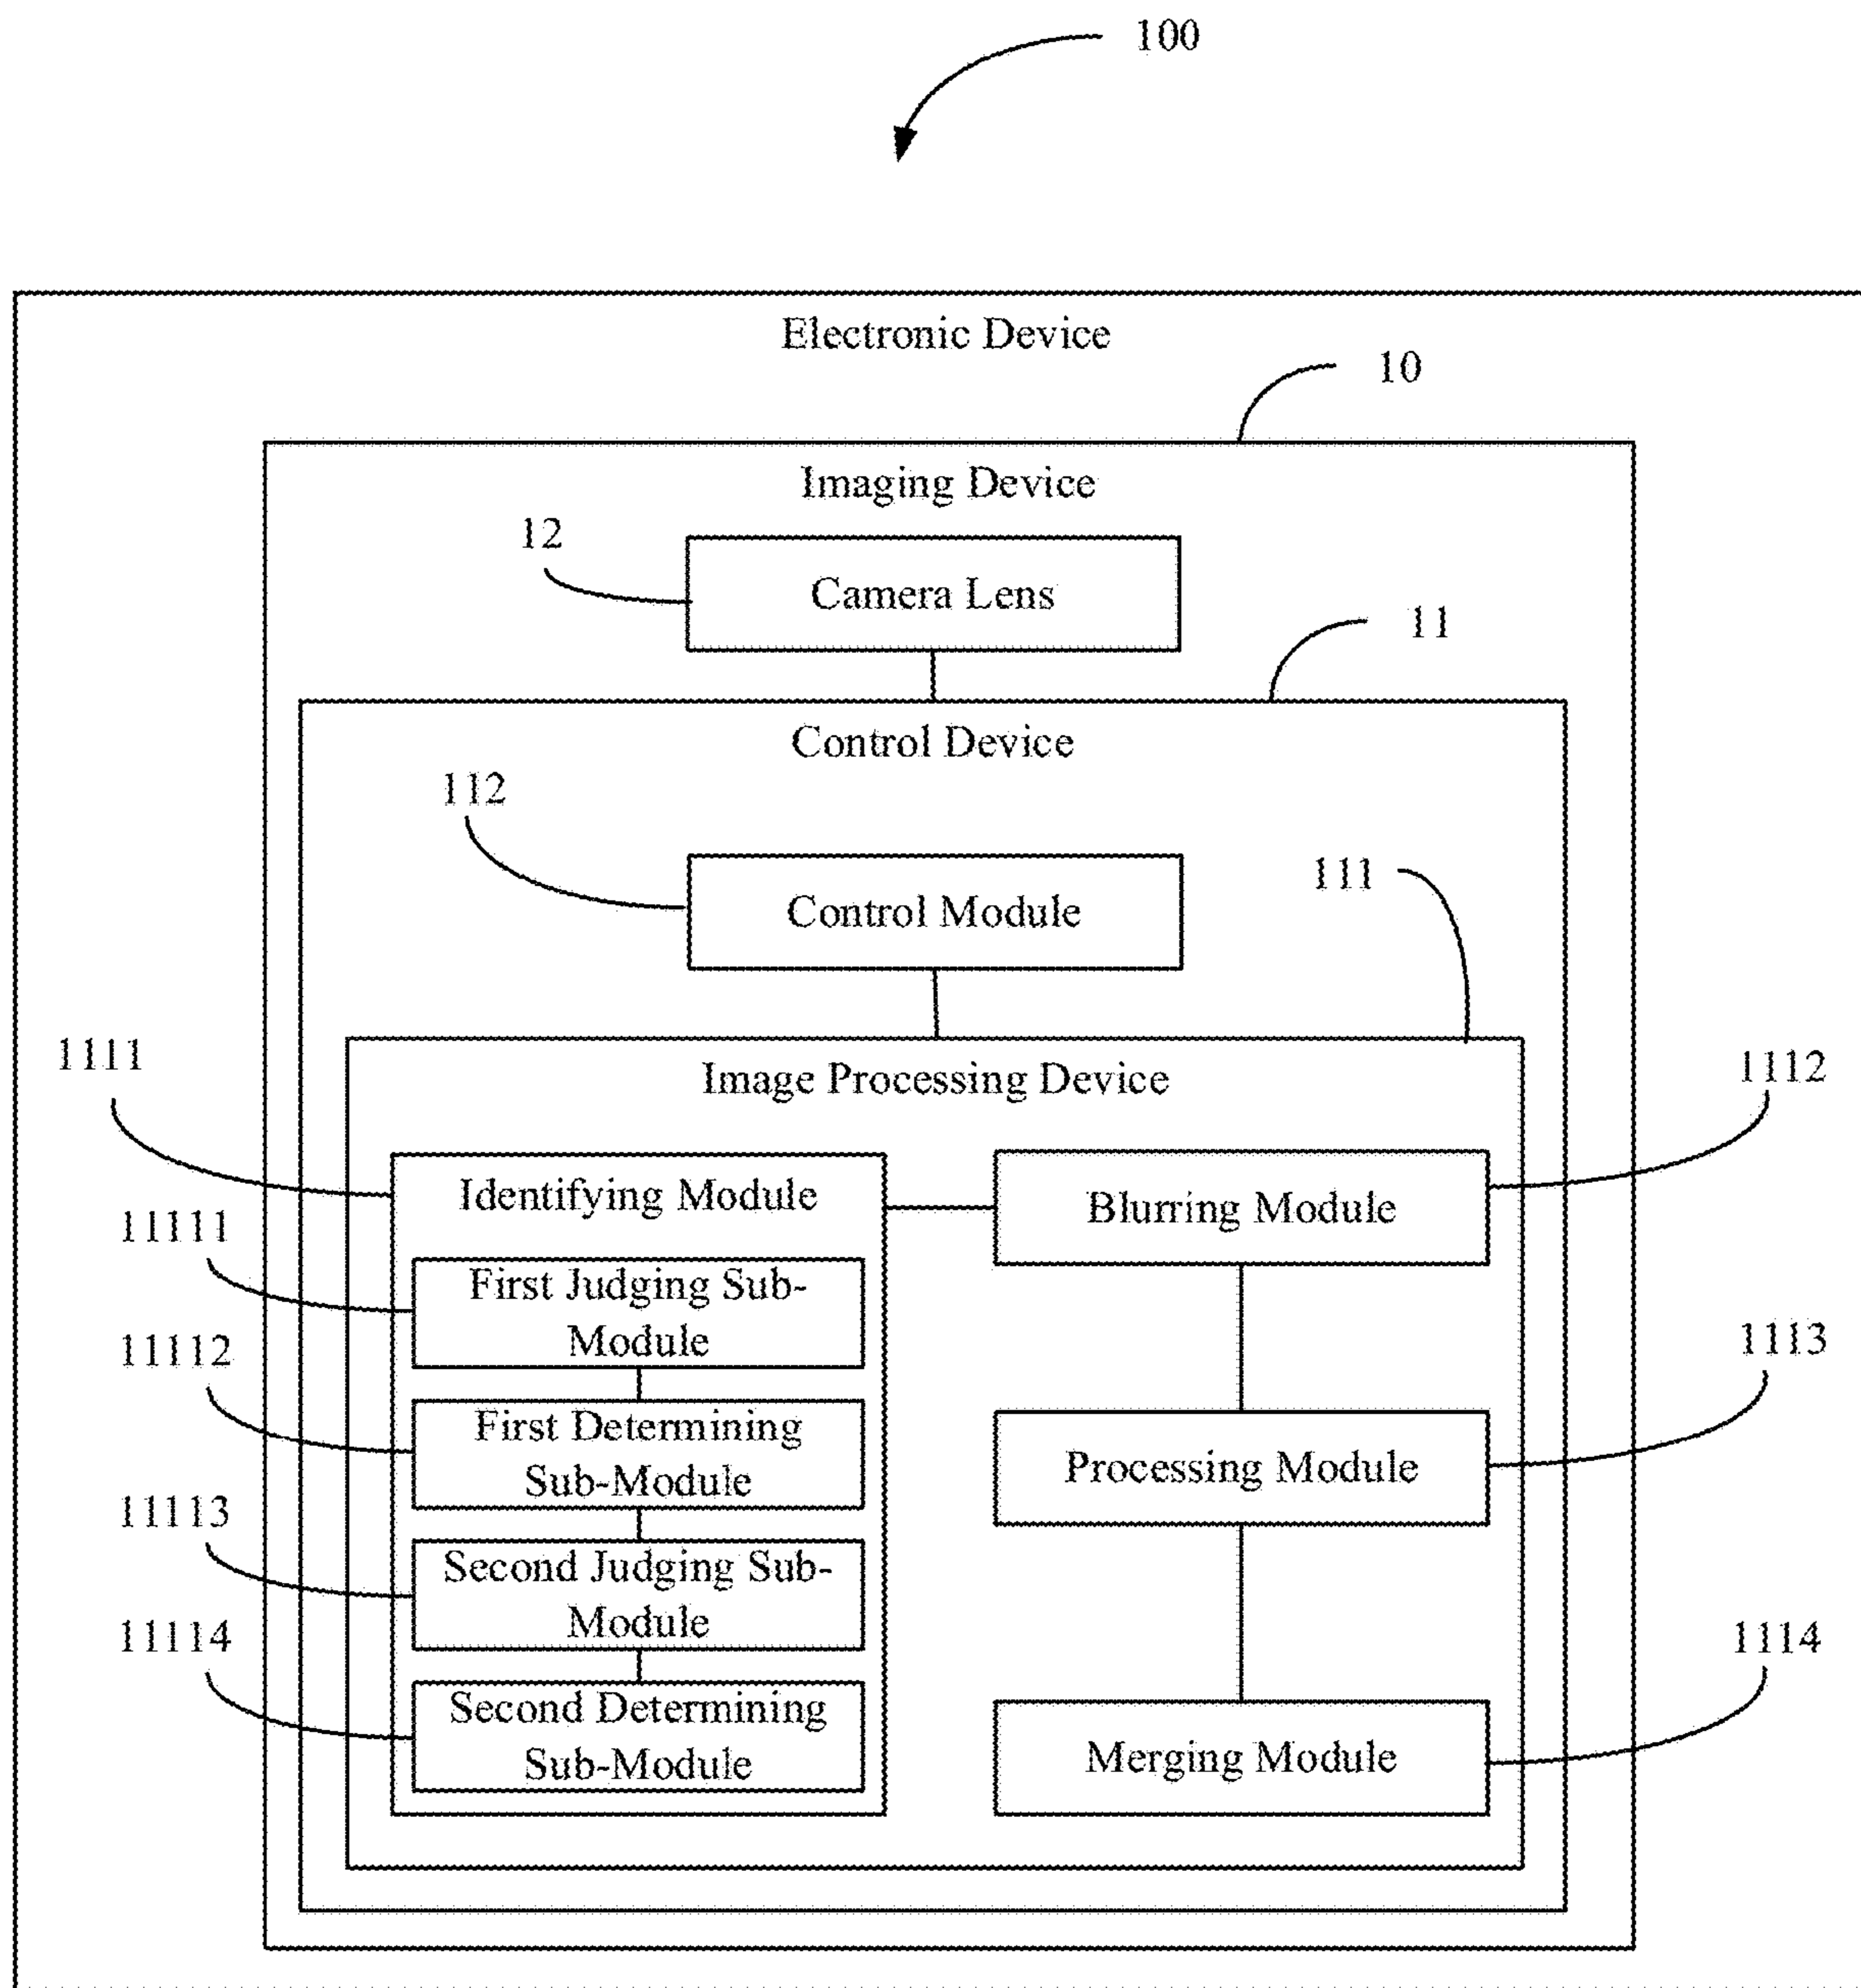 100
Electronic Device
10
Imaging Device
12
Camera Lens
11
Control Device
112
Control Module
111
1111
Image Processing Device
1112
Identifying Module
Blurring Module
11111
First Judging Sub-
Module
11112
First Determining
Sub-Module
1113
Processing Module
11113
Second Judging Sub-
Module
11114
Second Determining
Sub-Module
1114
Merging Module